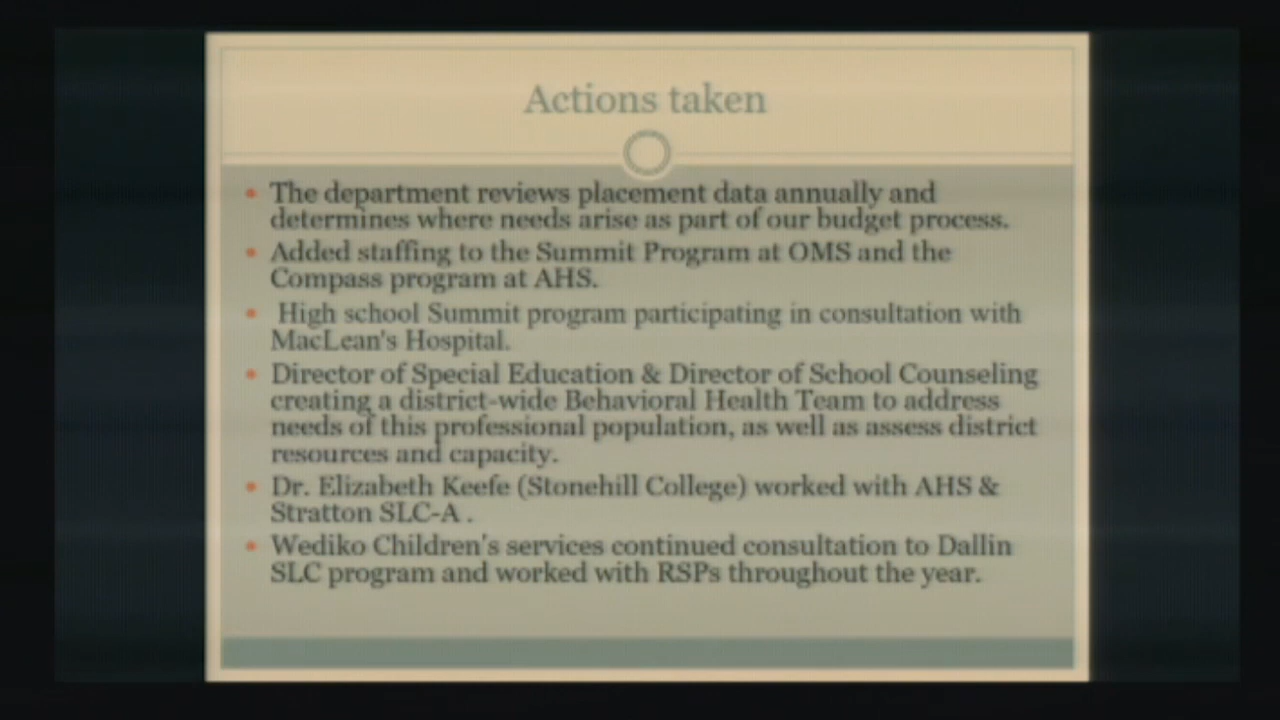 Actions taken
• The department reviews placement data annually and
determines where needs arise as part of our budget process.
• Added staffing to the Summit Program at OMS and the
Compass program at AHS.
• High school Summit program participating in consultation with
MacLean's Hospital.
• Director of Special Education & Director of School Counseling
creating a district-wide Behavioral Health Team to address
needs of this professional population, as well as assess district
resources and capacity.
• Dr. Elizabeth Keefe (Stonehill College) worked with AHS &
Stratton SLC-A .
• Wediko Children's services continued consultation to Dallin
SLC program and worked with RSPs throughout the year.